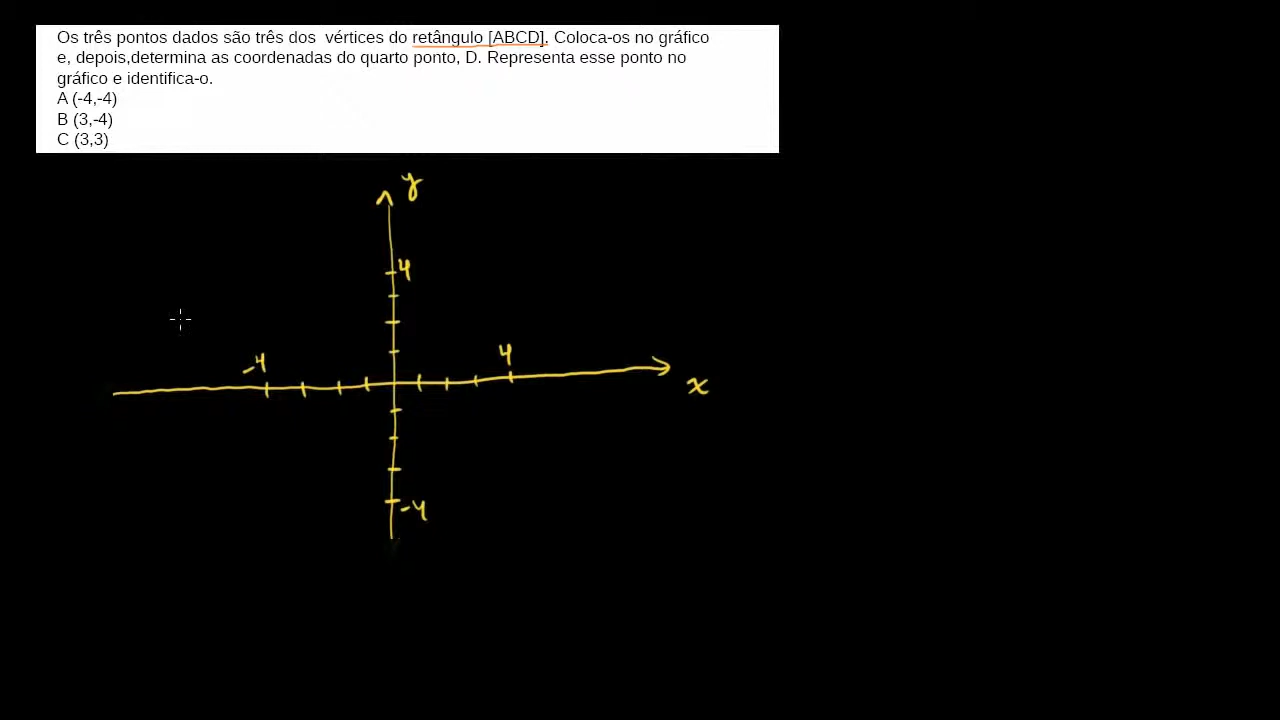 Os três pontos dados são três dos vértices do retângulo [ABCD]. Coloca-os no gráfico
e, depois,determina as coordenadas do quarto ponto, D. Representa esse ponto no
gráfico e identifica-o.
A (-4,-4)
B (3,-4)
C (3,3)
y
4
-4
4
x
-4